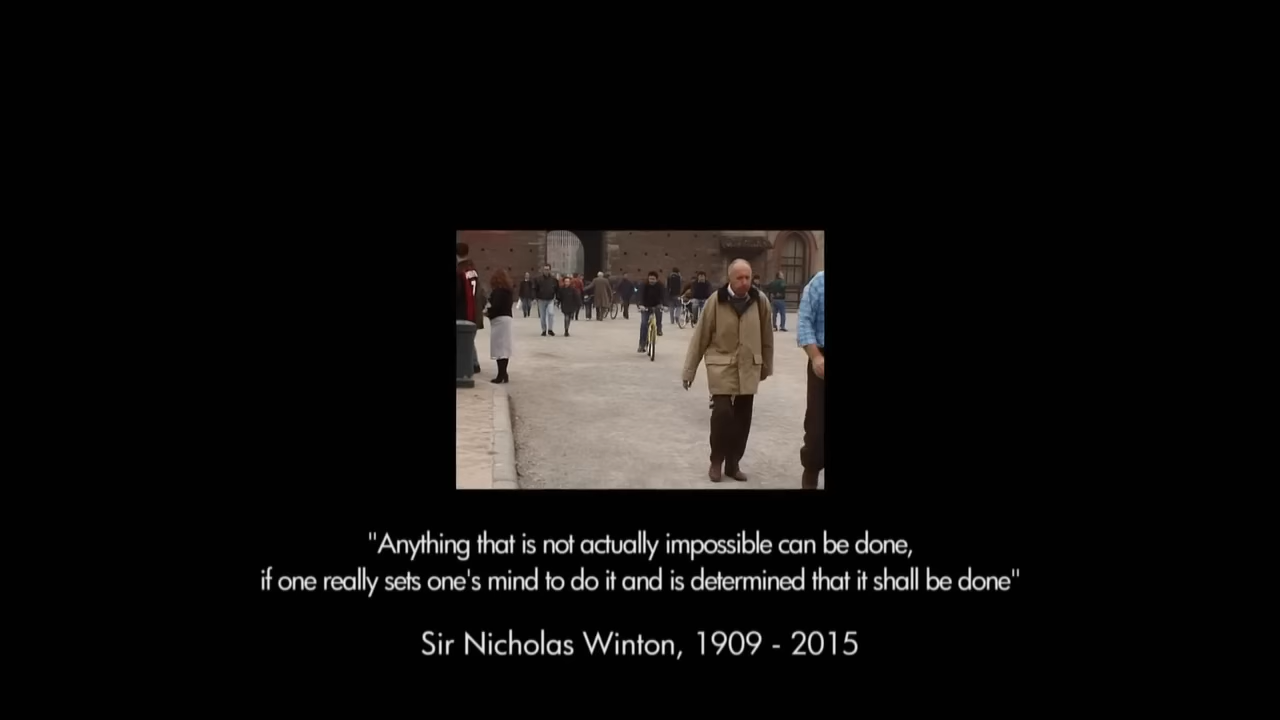 7
"Anything that is not actually impossible can be done,
if one really sets one's mind to do it and is determined that it shall be done"
Sir Nicholas Winton, 1909 - 2015